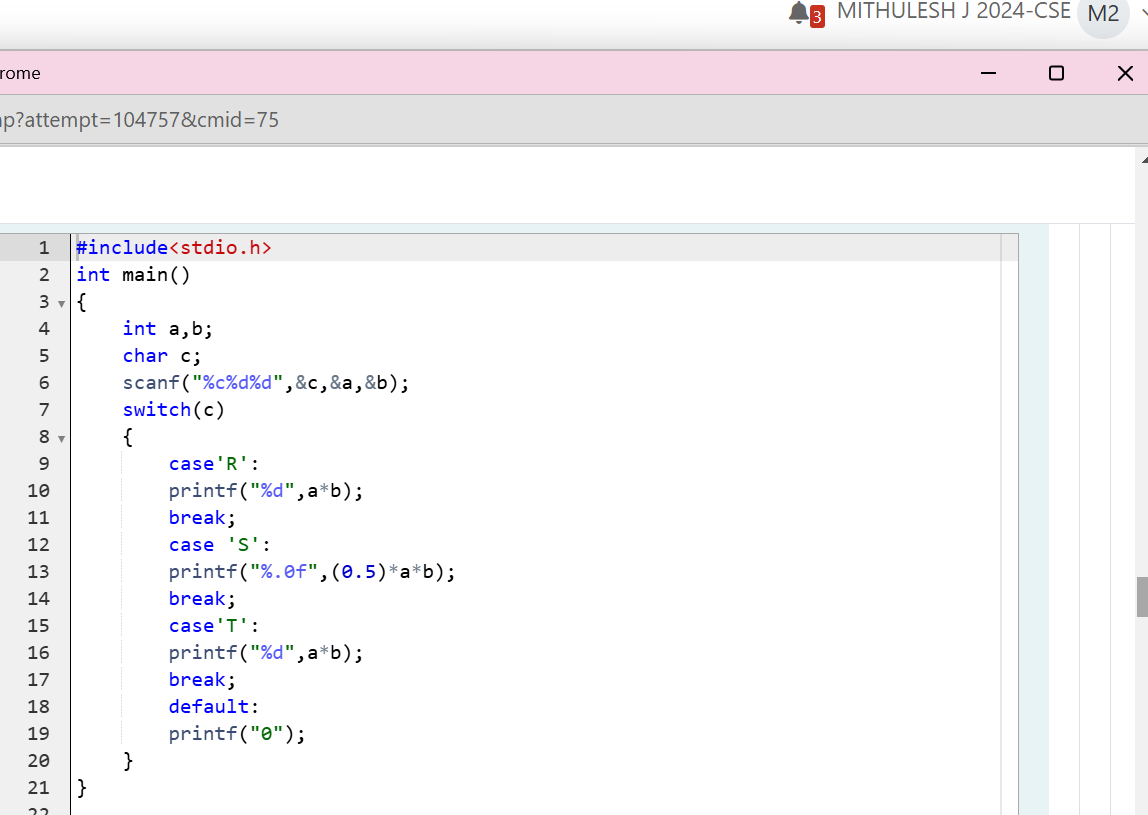 3 MITHULESH J 2024-CSE M2
rome
p?attempt=104757&cmid=75
1 #include<stdio.h>
2 int main()
3 {
4 int a,b;
5 char c;
6 scanf("%c%d%d",&c,&a,&b);
7 switch(c)
8 {
9 case'R':
10 printf("%d",a*b);
11 break;
12 case 'S':
13 printf("%.0f",(0.5)*a*b);
14 break;
15 case'T':
16 printf("%d",a*b);
17 break;
18 default:
19 printf("0");
20 }
21 }
22